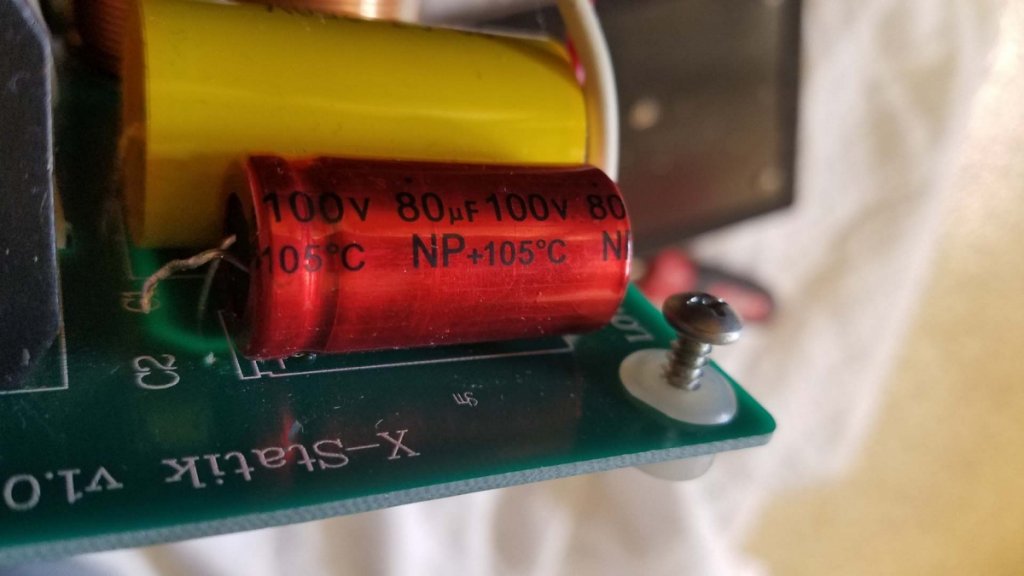 100V 80µF 100V 80
105°C NP+105°C N
C2
X-Statik v1.0